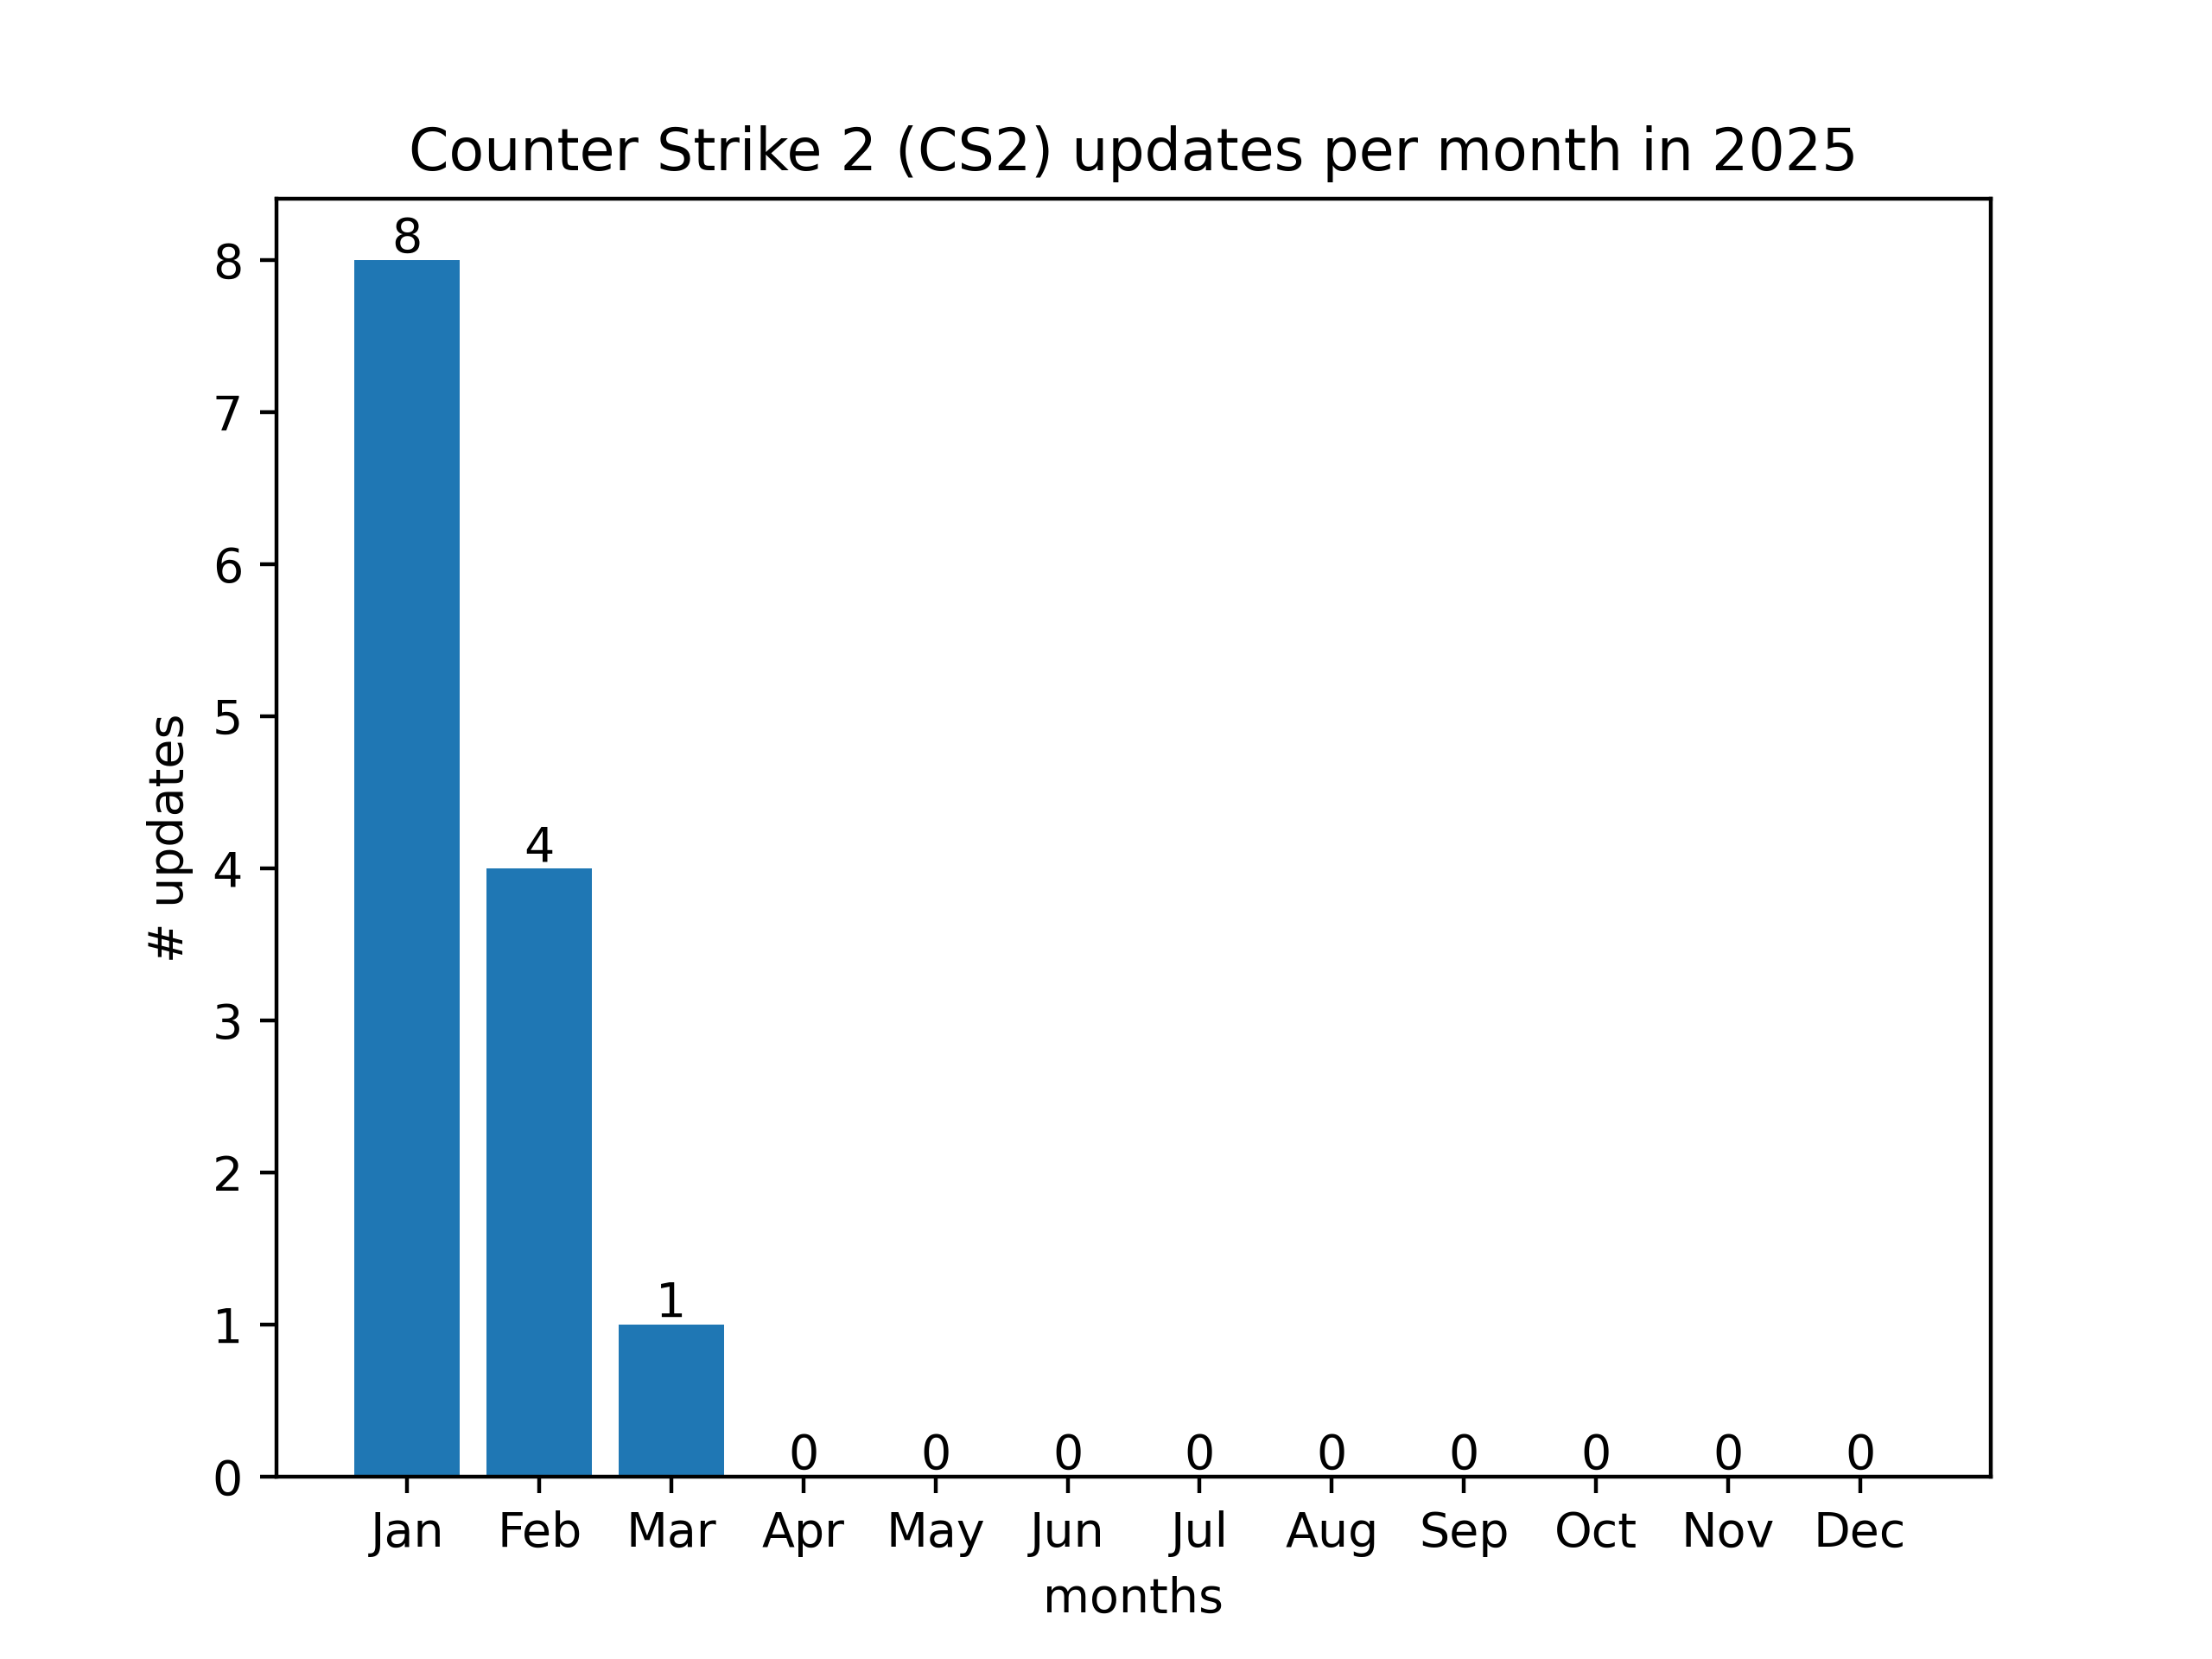 Counter Strike 2 (CS2) updates per month in 2025
# updates
8
7
6
5
4
3
2
1
0
8
4
1
0 0 0 0 0 0 0 0 0
Jan Feb Mar Apr May Jun Jul Aug Sep Oct Nov Dec
months